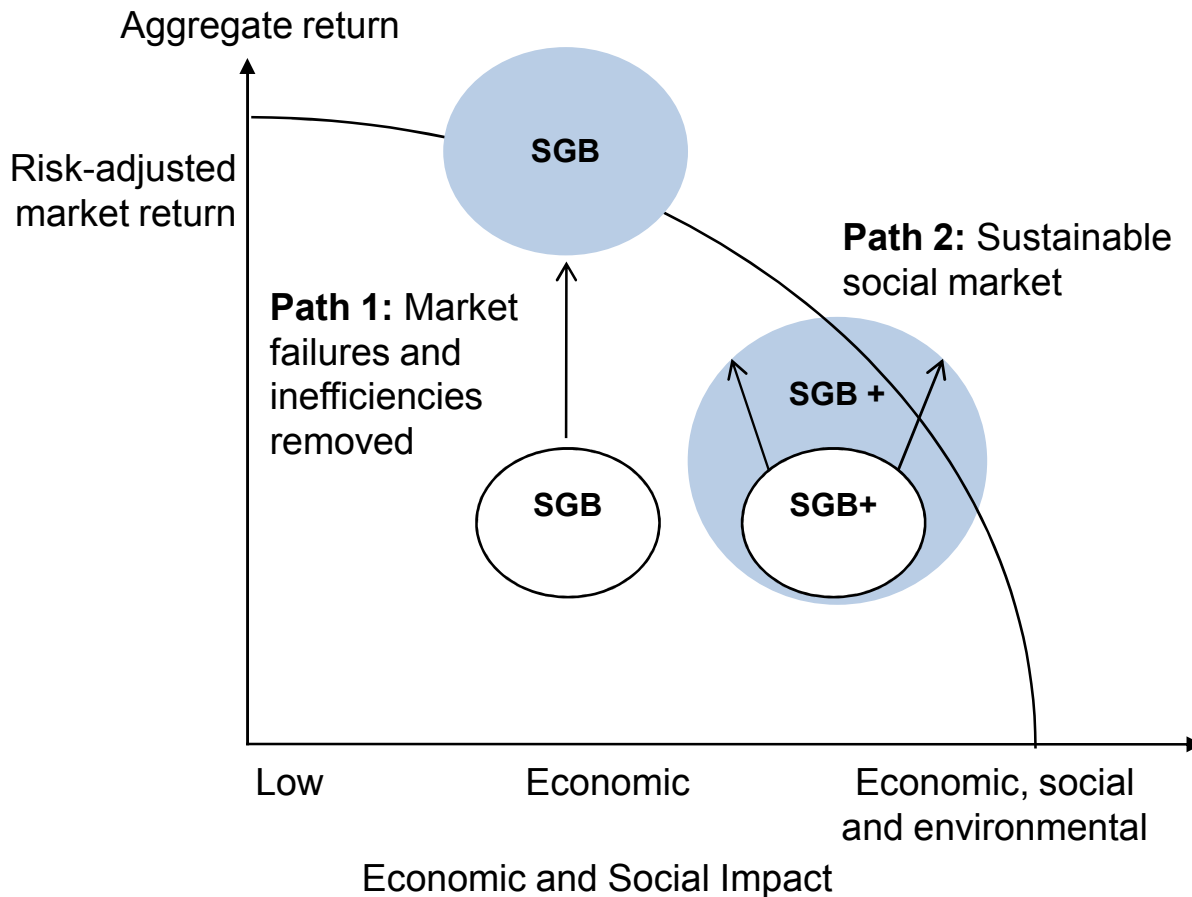 Aggregate return
SGB
Risk-adjusted
market return
Path 2: Sustainable
social market
Path 1: Market
failures and
inefficiencies
removed
SGB +
SGB
SGB+
Low
Economic
Economic, social
and environmental
Economic and Social Impact